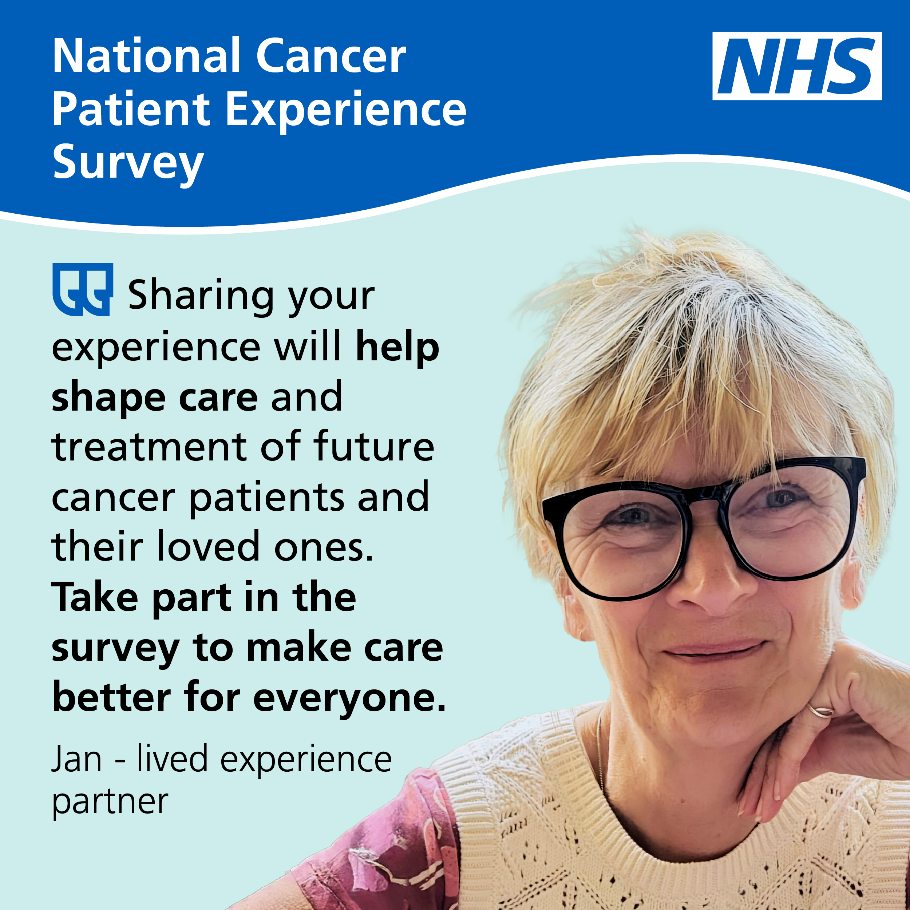 National Cancer
Patient Experience
Survey
NHS
“Sharing your
experience will help
shape care and
treatment of future
cancer patients and
their loved ones.
Take part in the
survey to make care
better for everyone.
Jan - lived experience
partner